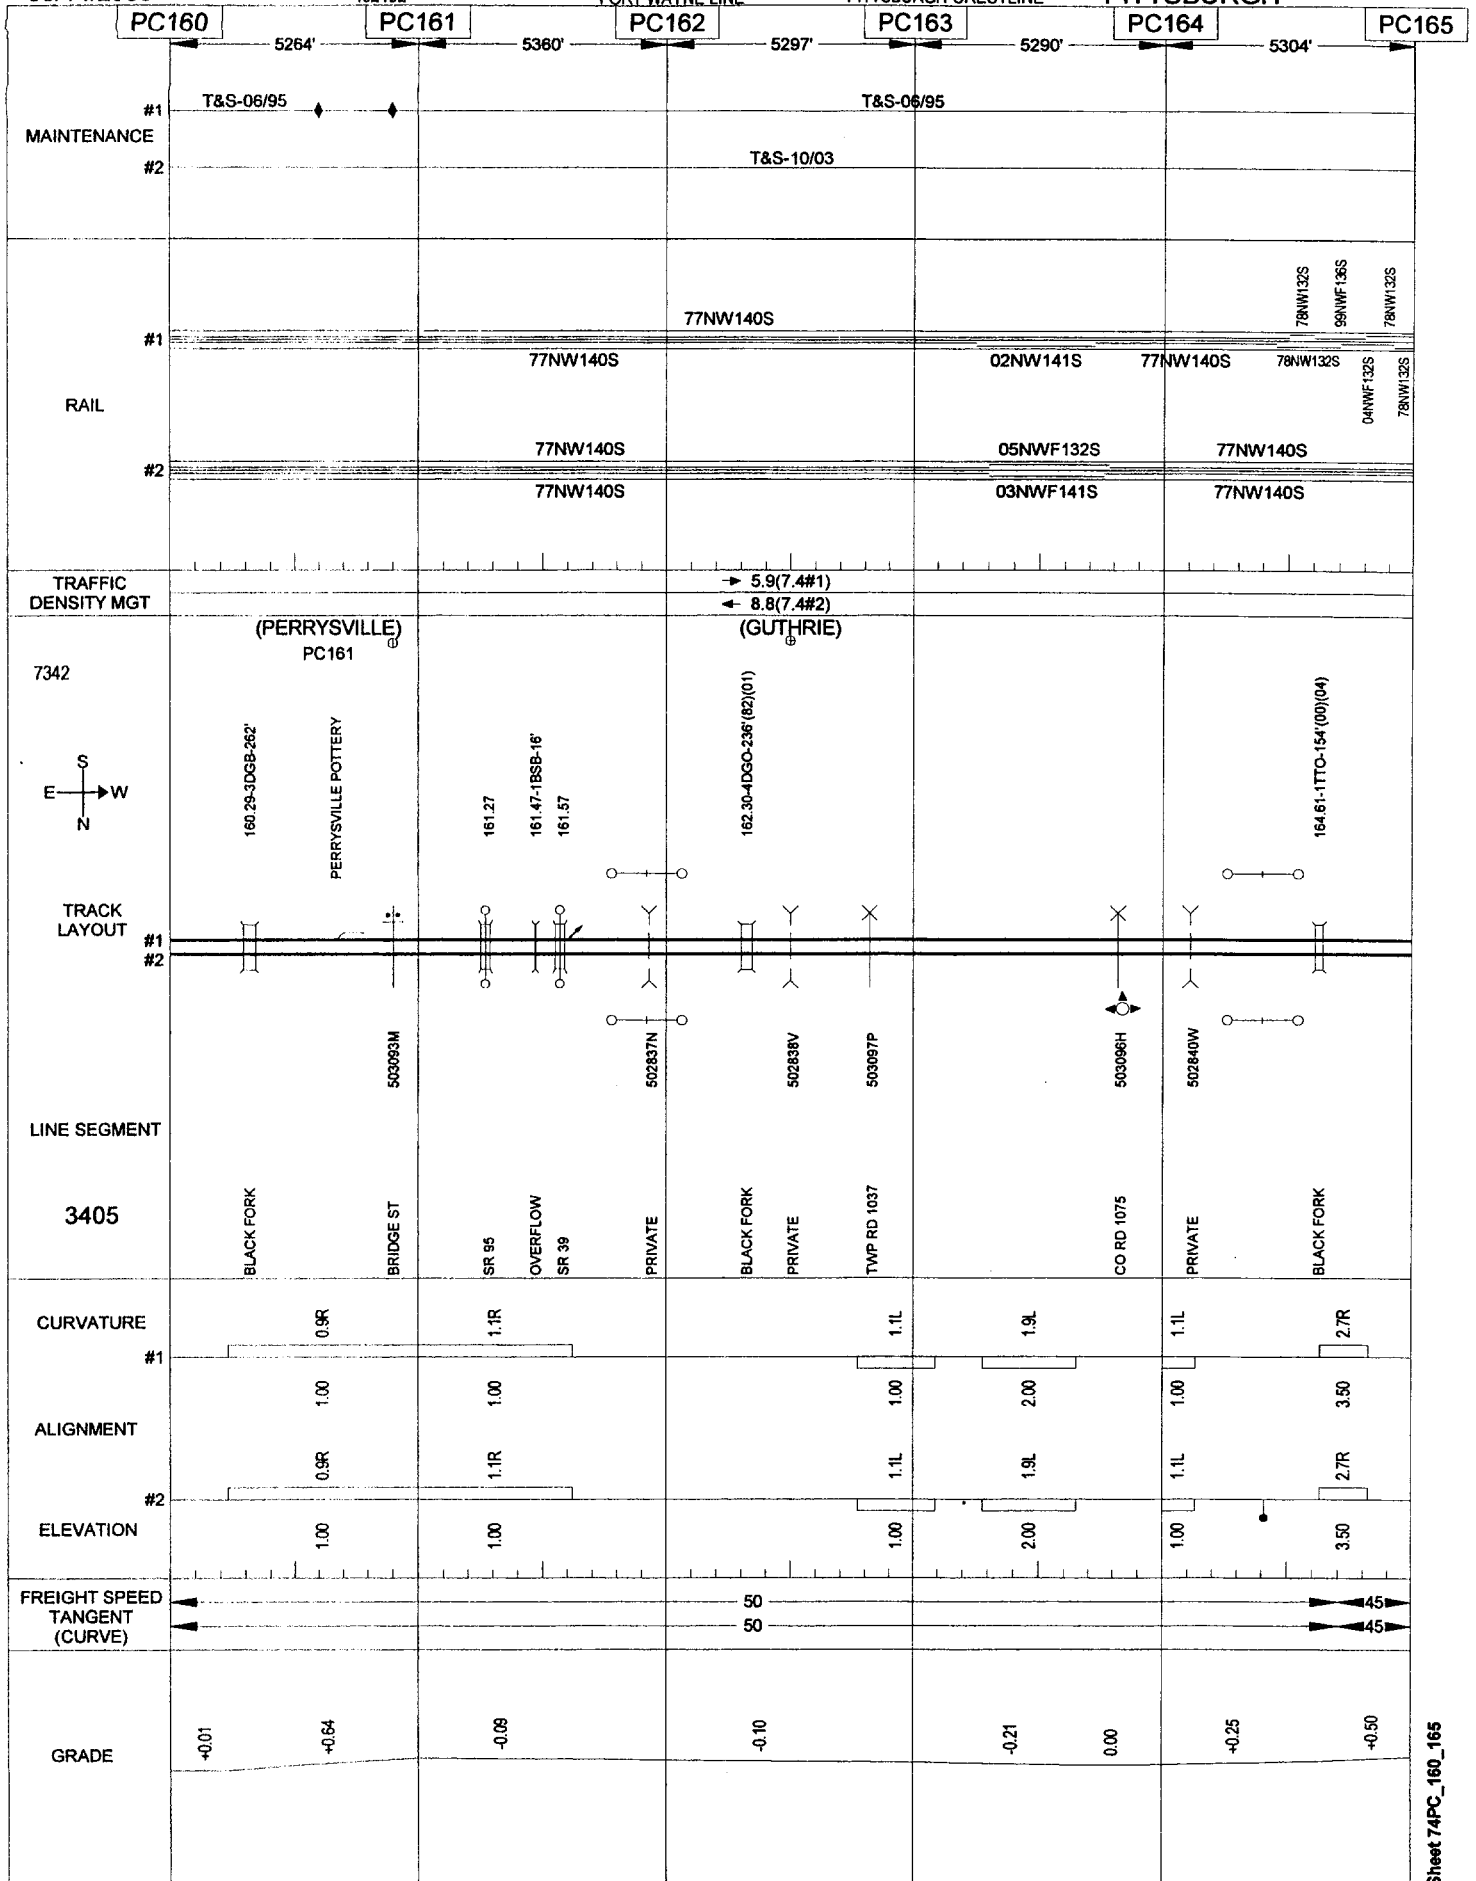 PITTSBURGH
PC160 PC161 PC162 PC163 PC164 PC165
5264' 5360' 5297' 5290' 5304'
MAINTENANCE
#1 T&S-06/95 T&S-06/95
#2 T&S-10/03
RAIL
78NW132S 99NWF136S 78NW132S
77NW140S
#1
77NW140S 02NW141S 77NW140S 78NW132S
04NWF132S 78NW132S
77NW140S 05NWF132S 77NW140S
#2
77NW140S 03NWF141S 77NW140S
TRAFFIC
DENSITY MGT
5.9(7.4#1)
8.8(7.4#2)
(PERRYSVILLE) (GUTHRIE)
PC161
7342
S
E W
N
160.29-3DGB-262'
PERRYSVILLE POTTERY
161.27
161.47-1BSB-16'
161.57
162.30-4DGO-236'(82)(01)
164.61-1TTO-154'(00)(04)
TRACK
LAYOUT
#1
#2
503093M 502837N 502838V 503097P 503096H 502840W
LINE SEGMENT
3405
BLACK FORK
BRIDGE ST
SR 95
OVERFLOW
SR 39
PRIVATE
BLACK FORK
PRIVATE
TWP RD 1037
CO RD 1075
PRIVATE
BLACK FORK
CURVATURE
0.9R 1.1R 1.1L 1.9L 1.1L 2.7R
#1
1.00 1.00 1.00 2.00 1.00 3.50
ALIGNMENT
0.9R 1.1R 1.1L 1.9L 1.1L 2.7R
#2
ELEVATION
1.00 1.00 1.00 2.00 1.00 3.50
FREIGHT SPEED
TANGENT
(CURVE)
50 45
50 45
GRADE
+0.01 +0.64 -0.09 -0.10 -0.21 0.00 +0.25 +0.50
Sheet 74PC_160_165